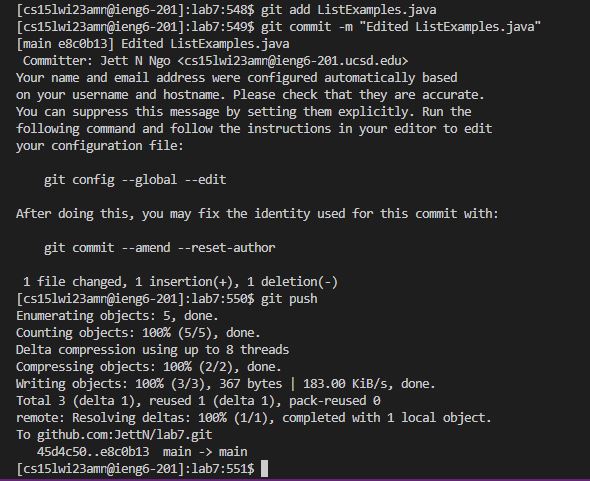 [cs15lwi23amn@ieng6-201]:lab7:548$ git add ListExamples.java
[cs15lwi23amn@ieng6-201]:lab7:549$ git commit -m "Edited ListExamples.java"
[main e8c0b13] Edited ListExamples.java
 Committer: Jett N Ngo <cs15lwi23amn@ieng6-201.ucsd.edu>
Your name and email address were configured automatically based
on your username and hostname. Please check that they are accurate.
You can suppress this message by setting them explicitly. Run the
following command and follow the instructions in your editor to edit
your configuration file:

    git config --global --edit

After doing this, you may fix the identity used for this commit with:

    git commit --amend --reset-author

 1 file changed, 1 insertion(+), 1 deletion(-)
[cs15lwi23amn@ieng6-201]:lab7:550$ git push
Enumerating objects: 5, done.
Counting objects: 100% (5/5), done.
Delta compression using up to 8 threads
Compressing objects: 100% (2/2), done.
Writing objects: 100% (3/3), 367 bytes | 183.00 KiB/s, done.
Total 3 (delta 1), reused 1 (delta 1), pack-reused 0
remote: Resolving deltas: 100% (1/1), completed with 1 local object.
To github.com:JettN/lab7.git
   45d4c50..e8c0b13  main -> main
[cs15lwi23amn@ieng6-201]:lab7:551$